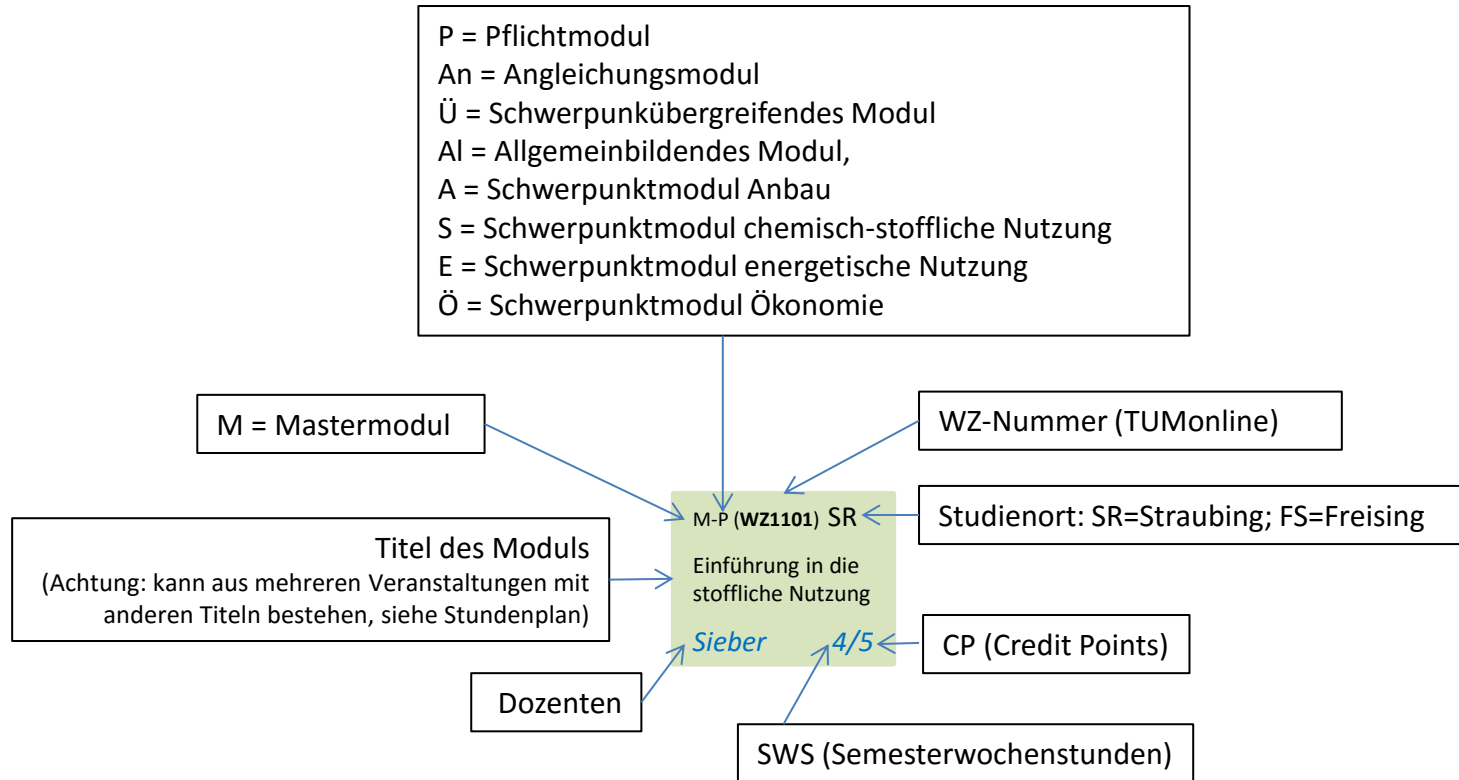 P = Pflichtmodul
An = Angleichungsmodul
Ü = Schwerpunkübergreifendes Modul
Al = Allgemeinbildendes Modul,
A = Schwerpunktmodul Anbau
S = Schwerpunktmodul chemisch-stoffliche Nutzung
E = Schwerpunktmodul energetische Nutzung
Ö = Schwerpunktmodul Ökonomie
M = Mastermodul
WZ-Nummer (TUMonline)
M-P (WZ1101) SR
Studienort: SR=Straubing; FS=Freising
Titel des Moduls
(Achtung: kann aus mehreren Veranstaltungen mit
anderen Titeln bestehen, siehe Stundenplan)
Einführung in die
stoffliche Nutzung
Sieber 4/5
CP (Credit Points)
Dozenten
SWS (Semesterwochenstunden)